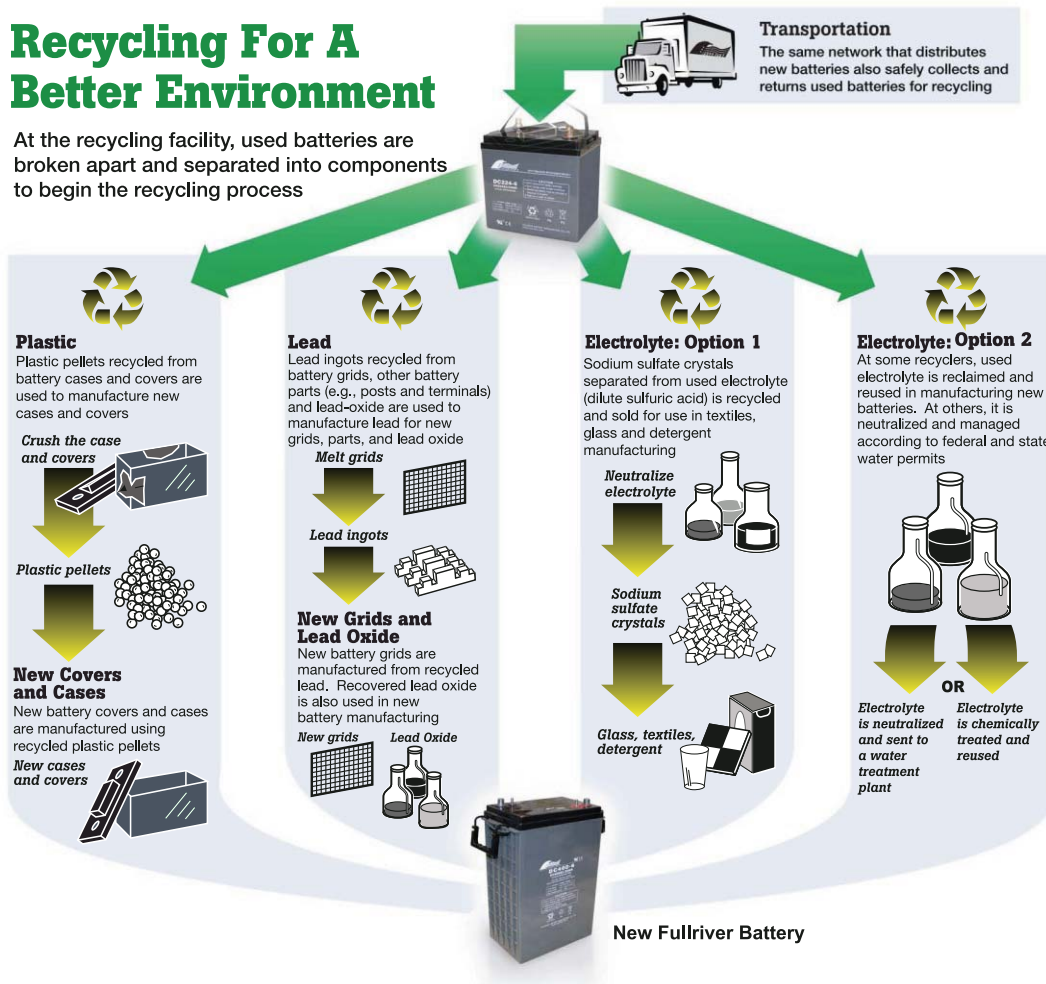 Recycling For A
Better Environment
At the recycling facility, used batteries are
broken apart and separated into components
to begin the recycling process
Transportation
The same network that distributes
new batteries also safely collects and
returns used batteries for recycling
Plastic
Plastic pellets recycled from
battery cases and covers are
used to manufacture new
cases and covers
Crush the case
and covers
Plastic pellets
New Covers
and Cases
New battery covers and cases
are manufactured using
recycled plastic pellets
New cases
and covers
Lead
Lead ingots recycled from
battery grids, other battery
parts (e.g., posts and terminals)
and lead-oxide are used to
manufacture lead for new
grids, parts, and lead oxide
Melt grids
Lead ingots
New Grids and
Lead Oxide
New battery grids are
manufactured from recycled
lead. Recovered lead oxide
is also used in new
battery manufacturing
New grids
Lead Oxide
Electrolyte: Option 1
Sodium sulfate crystals
separated from used electrolyte
(dilute sulfuric acid) is recycled
and sold for use in textiles,
glass and detergent
manufacturing
Neutralize
electrolyte
Sodium
sulfate
crystals
Glass, textiles,
detergent
Electrolyte: Option 2
At some recyclers, used
electrolyte is reclaimed and
reused in manufacturing new
batteries. At others, it is
neutralized and managed
according to federal and state
water permits
OR
Electrolyte
is neutralized
and sent to
a water
treatment
plant
Electrolyte
is chemically
treated and
reused
New Fullriver Battery